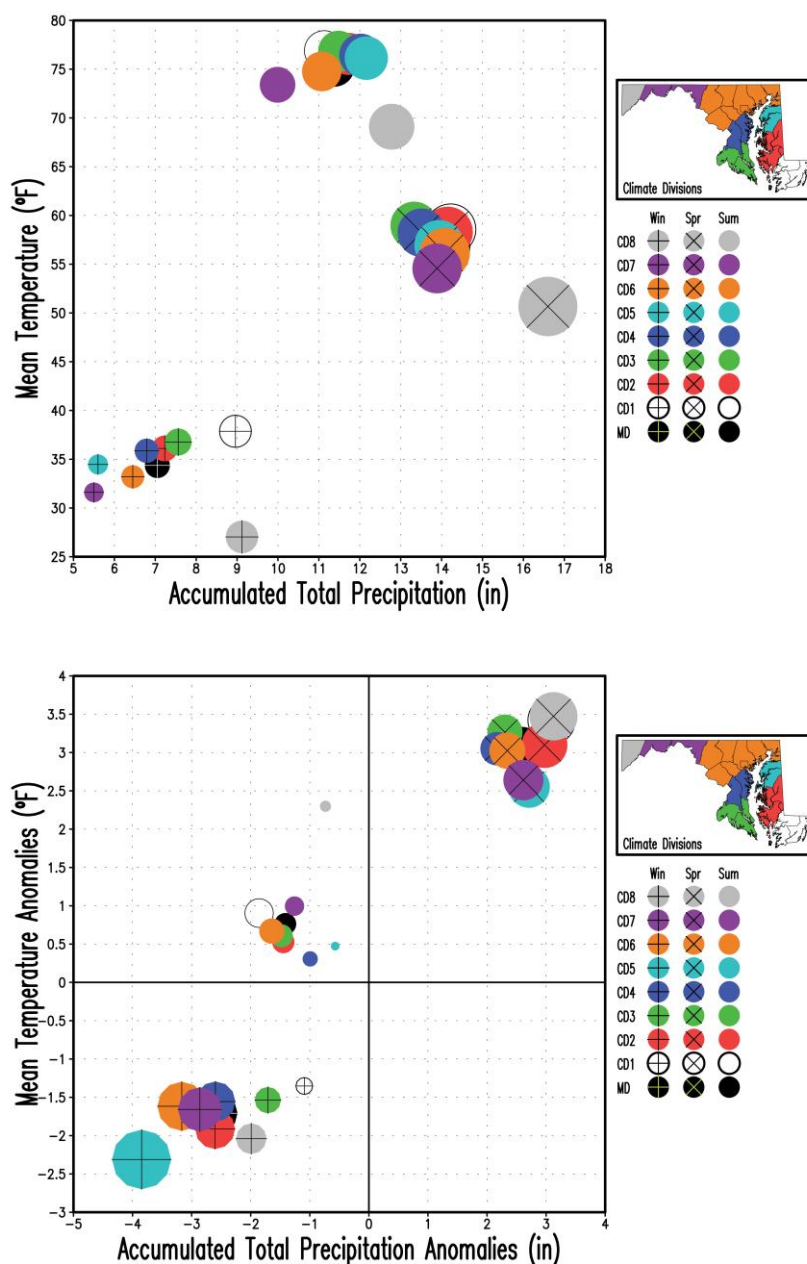 80
75
70
65
60
55
50
45
40
35
30
25
Mean Temperature (°F)
5 6 7 8 9 10 11 12 13 14 15 16 17 18
Accumulated Total Precipitation (in)
Climate Divisions
Win Spr Sum
CD8
CD7
CD6
CD5
CD4
CD3
CD2
CD1
MD
4
3.5
3
2.5
2
1.5
1
0.5
0
-0.5
-1
-1.5
-2
-2.5
-3
Mean Temperature Anomalies (°F)
-5 -4 -3 -2 -1 0 1 2 3 4
Accumulated Total Precipitation Anomalies (in)
Climate Divisions
Win Spr Sum
CD8
CD7
CD6
CD5
CD4
CD3
CD2
CD1
MD